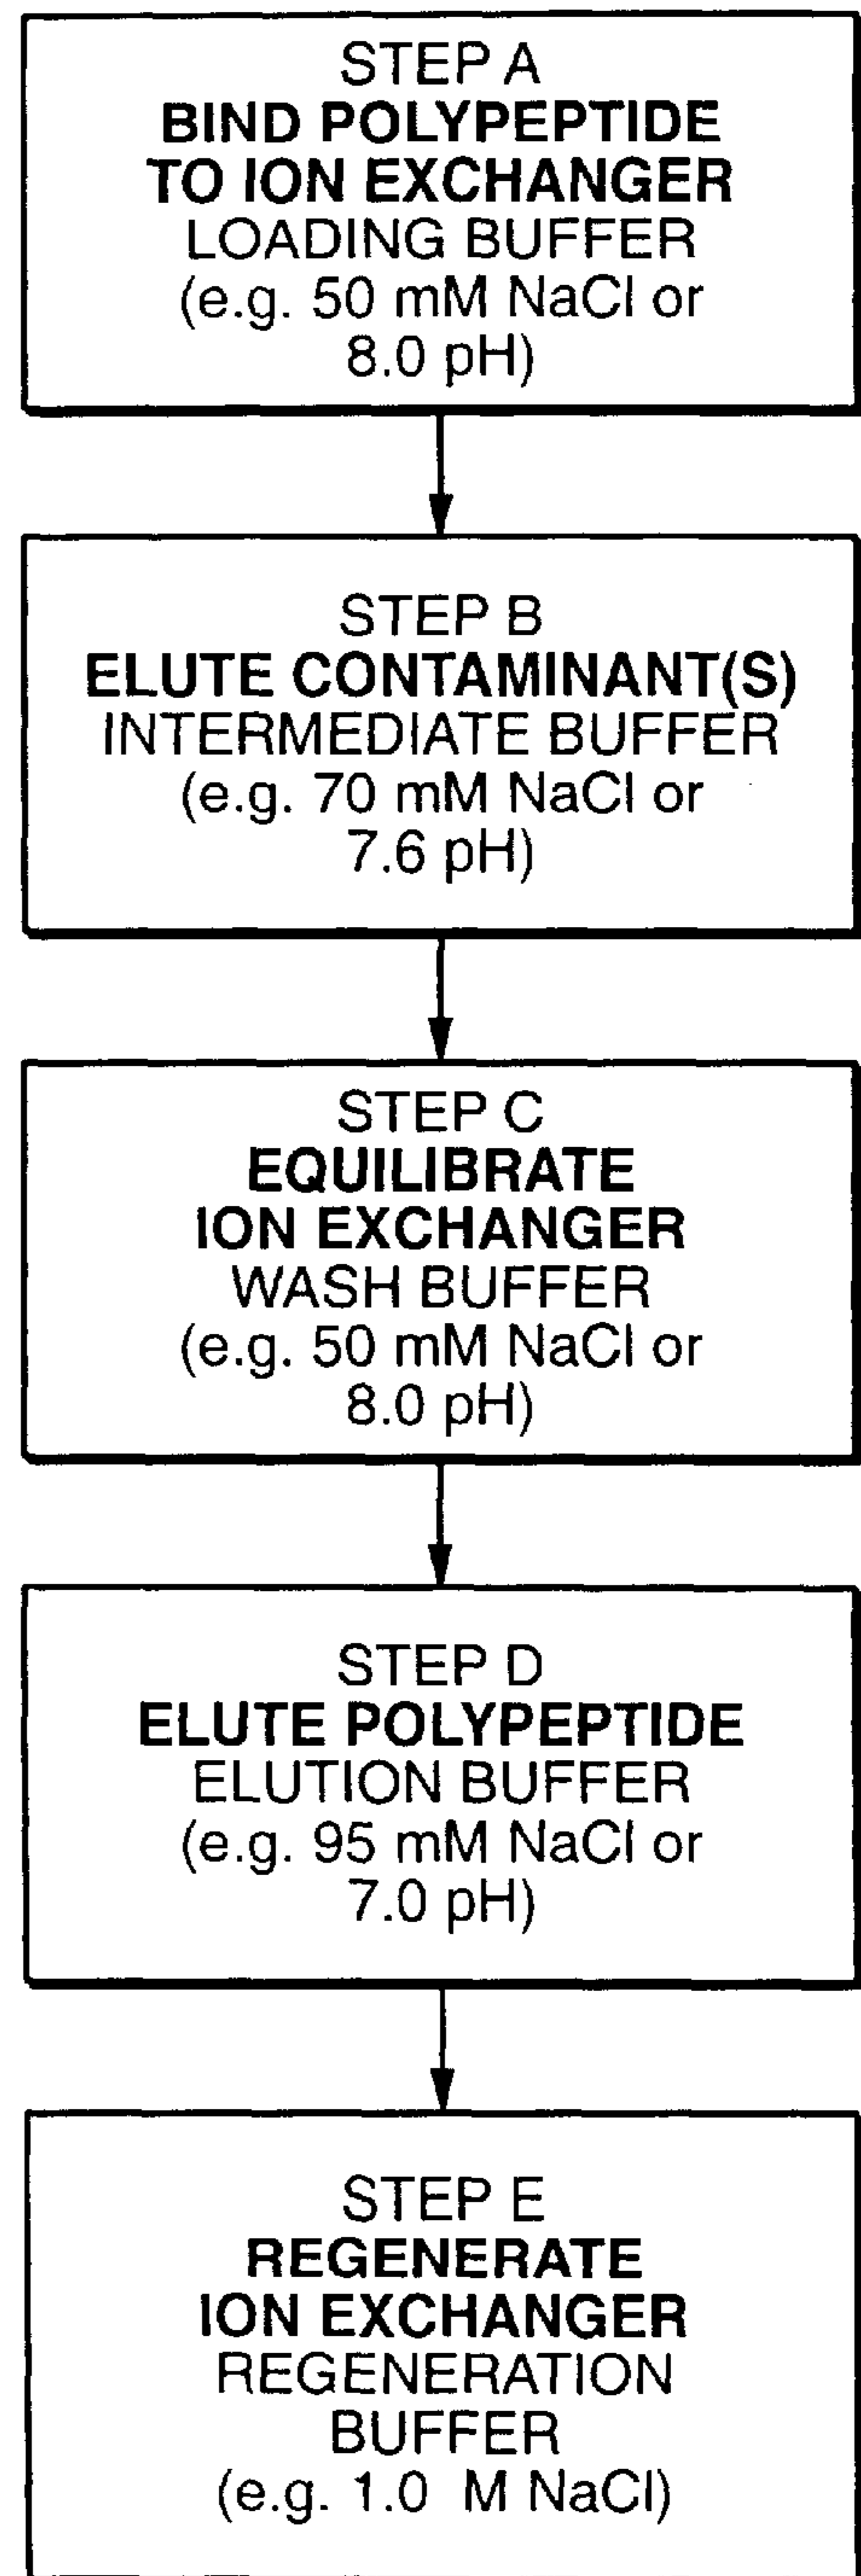 STEP A
BIND POLYPEPTIDE
TO ION EXCHANGER
LOADING BUFFER
(e.g. 50 mM NaCl or
8.0 pH)
STEP B
ELUTE CONTAMINANT(S)
INTERMEDIATE BUFFER
(e.g. 70 mM NaCl or
7.6 pH)
STEP C
EQUILIBRATE
ION EXCHANGER
WASH BUFFER
(e.g. 50 mM NaCl or
8.0 pH)
STEP D
ELUTE POLYPEPTIDE
ELUTION BUFFER
(e.g. 95 mM NaCl or
7.0 pH)
STEP E
REGENERATE
ION EXCHANGER
REGENERATION
BUFFER
(e.g. 1.0 M NaCl)